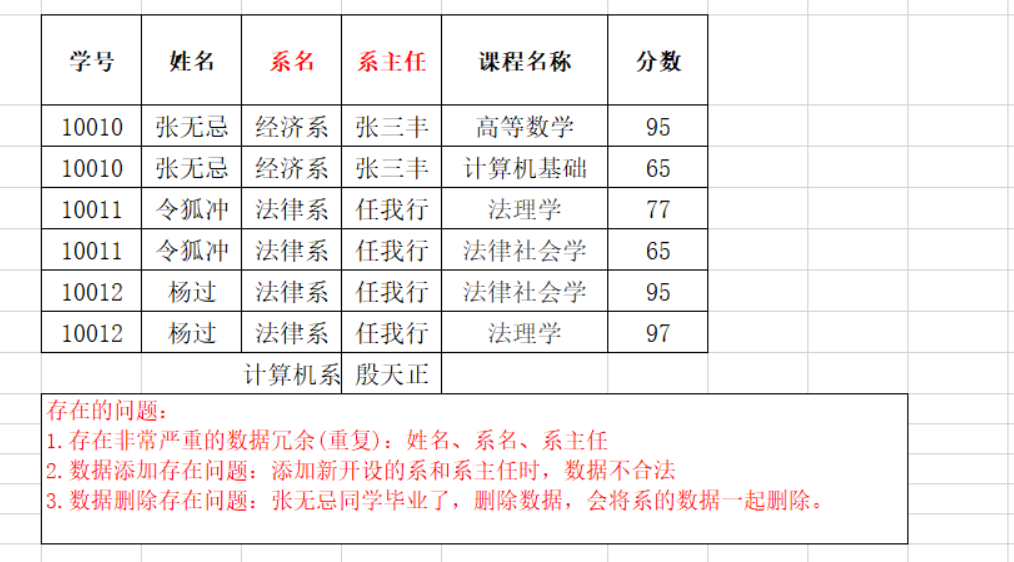 学号 姓名 系名 系主任 课程名称 分数
10010 张无忌 经济系 张三丰 高等数学 95
10010 张无忌 经济系 张三丰 计算机基础 65
10011 令狐冲 法律系 任我行 法理学 77
10011 令狐冲 法律系 任我行 法律社会学 65
10012 杨过 法律系 任我行 法律社会学 95
10012 杨过 法律系 任我行 法理学 97
计算机系 殷天正
存在的问题:
1.存在非常严重的数据冗余(重复): 姓名、系名、系主任
2.数据添加存在问题: 添加新开设的系和系主任时, 数据不合法
3.数据删除存在问题: 张无忌同学毕业了, 删除数据, 会将系的数据一起删除。